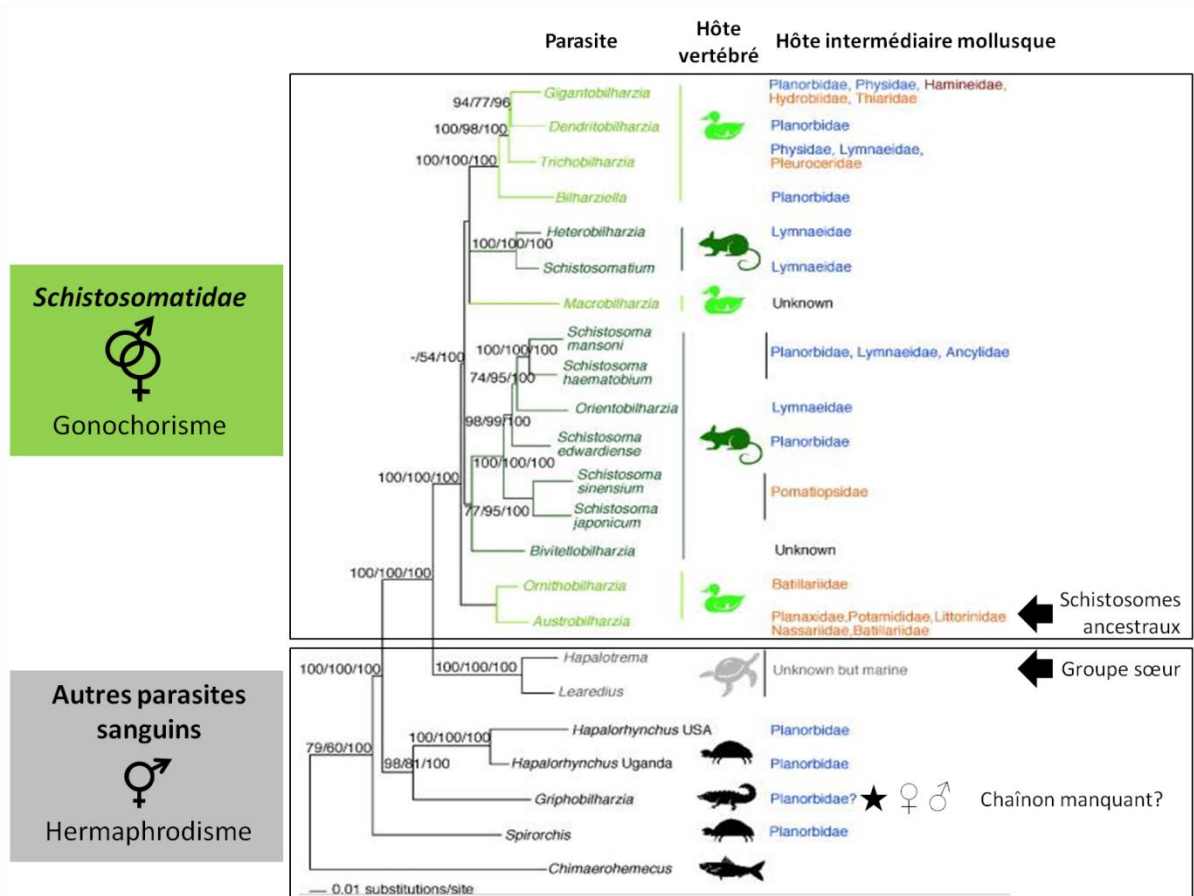 Parasite
Hôte vertébré
Hôte intermédiaire mollusque
Schistosomatidae
Gonochorisme
94/77/96
100/98/100
100/100/100
Gigantobilharzia
Planorbidae, Physidae, Hamineidae,
Hydrobiidae, Thiaridae
Dendritobilharzia
Planorbidae
Trichobilharzia
Physidae, Lymnaeidae,
Pleuroceridae
Bilharziella
Planorbidae
100/100/100
Heterobilharzia
Lymnaeidae
Schistosomatium
Lymnaeidae
Macrobilharzia
Unknown
-/54/100
100/100/100
Schistosoma
mansoni
Planorbidae, Lymnaeidae, Ancylidae
74/95/100
Schistosoma
haematobium
Orientobilharzia
Lymnaeidae
98/99/100
Schistosoma
edwardiense
Planorbidae
100/100/100
100/100/100
Schistosoma
sinensium
Pomatiopsidae
77/95/100
Schistosoma
japonicum
Bivitellobilharzia
Unknown
100/100/100
Ornithobilharzia
Batillariidae
Austrobilharzia
Planaxidae,Potamididae,Littorinidae
Nassariidae,Batillariidae
Schistosomes
ancestraux
Autres parasites
sanguins
Hermaphrodisme
100/100/100
100/100/100
Hapalotrema
Unknown but marine
Groupe sœur
Learedius
79/60/100
100/100/100
98/81/100
Hapalorhynchus USA
Planorbidae
Hapalorhynchus Uganda
Planorbidae
Griphobilharzia
Planorbidae? ★ ♀ ♂ Chaînon manquant?
Spirorchis
Planorbidae
Chimaerohemecus
0.01 substitutions/site